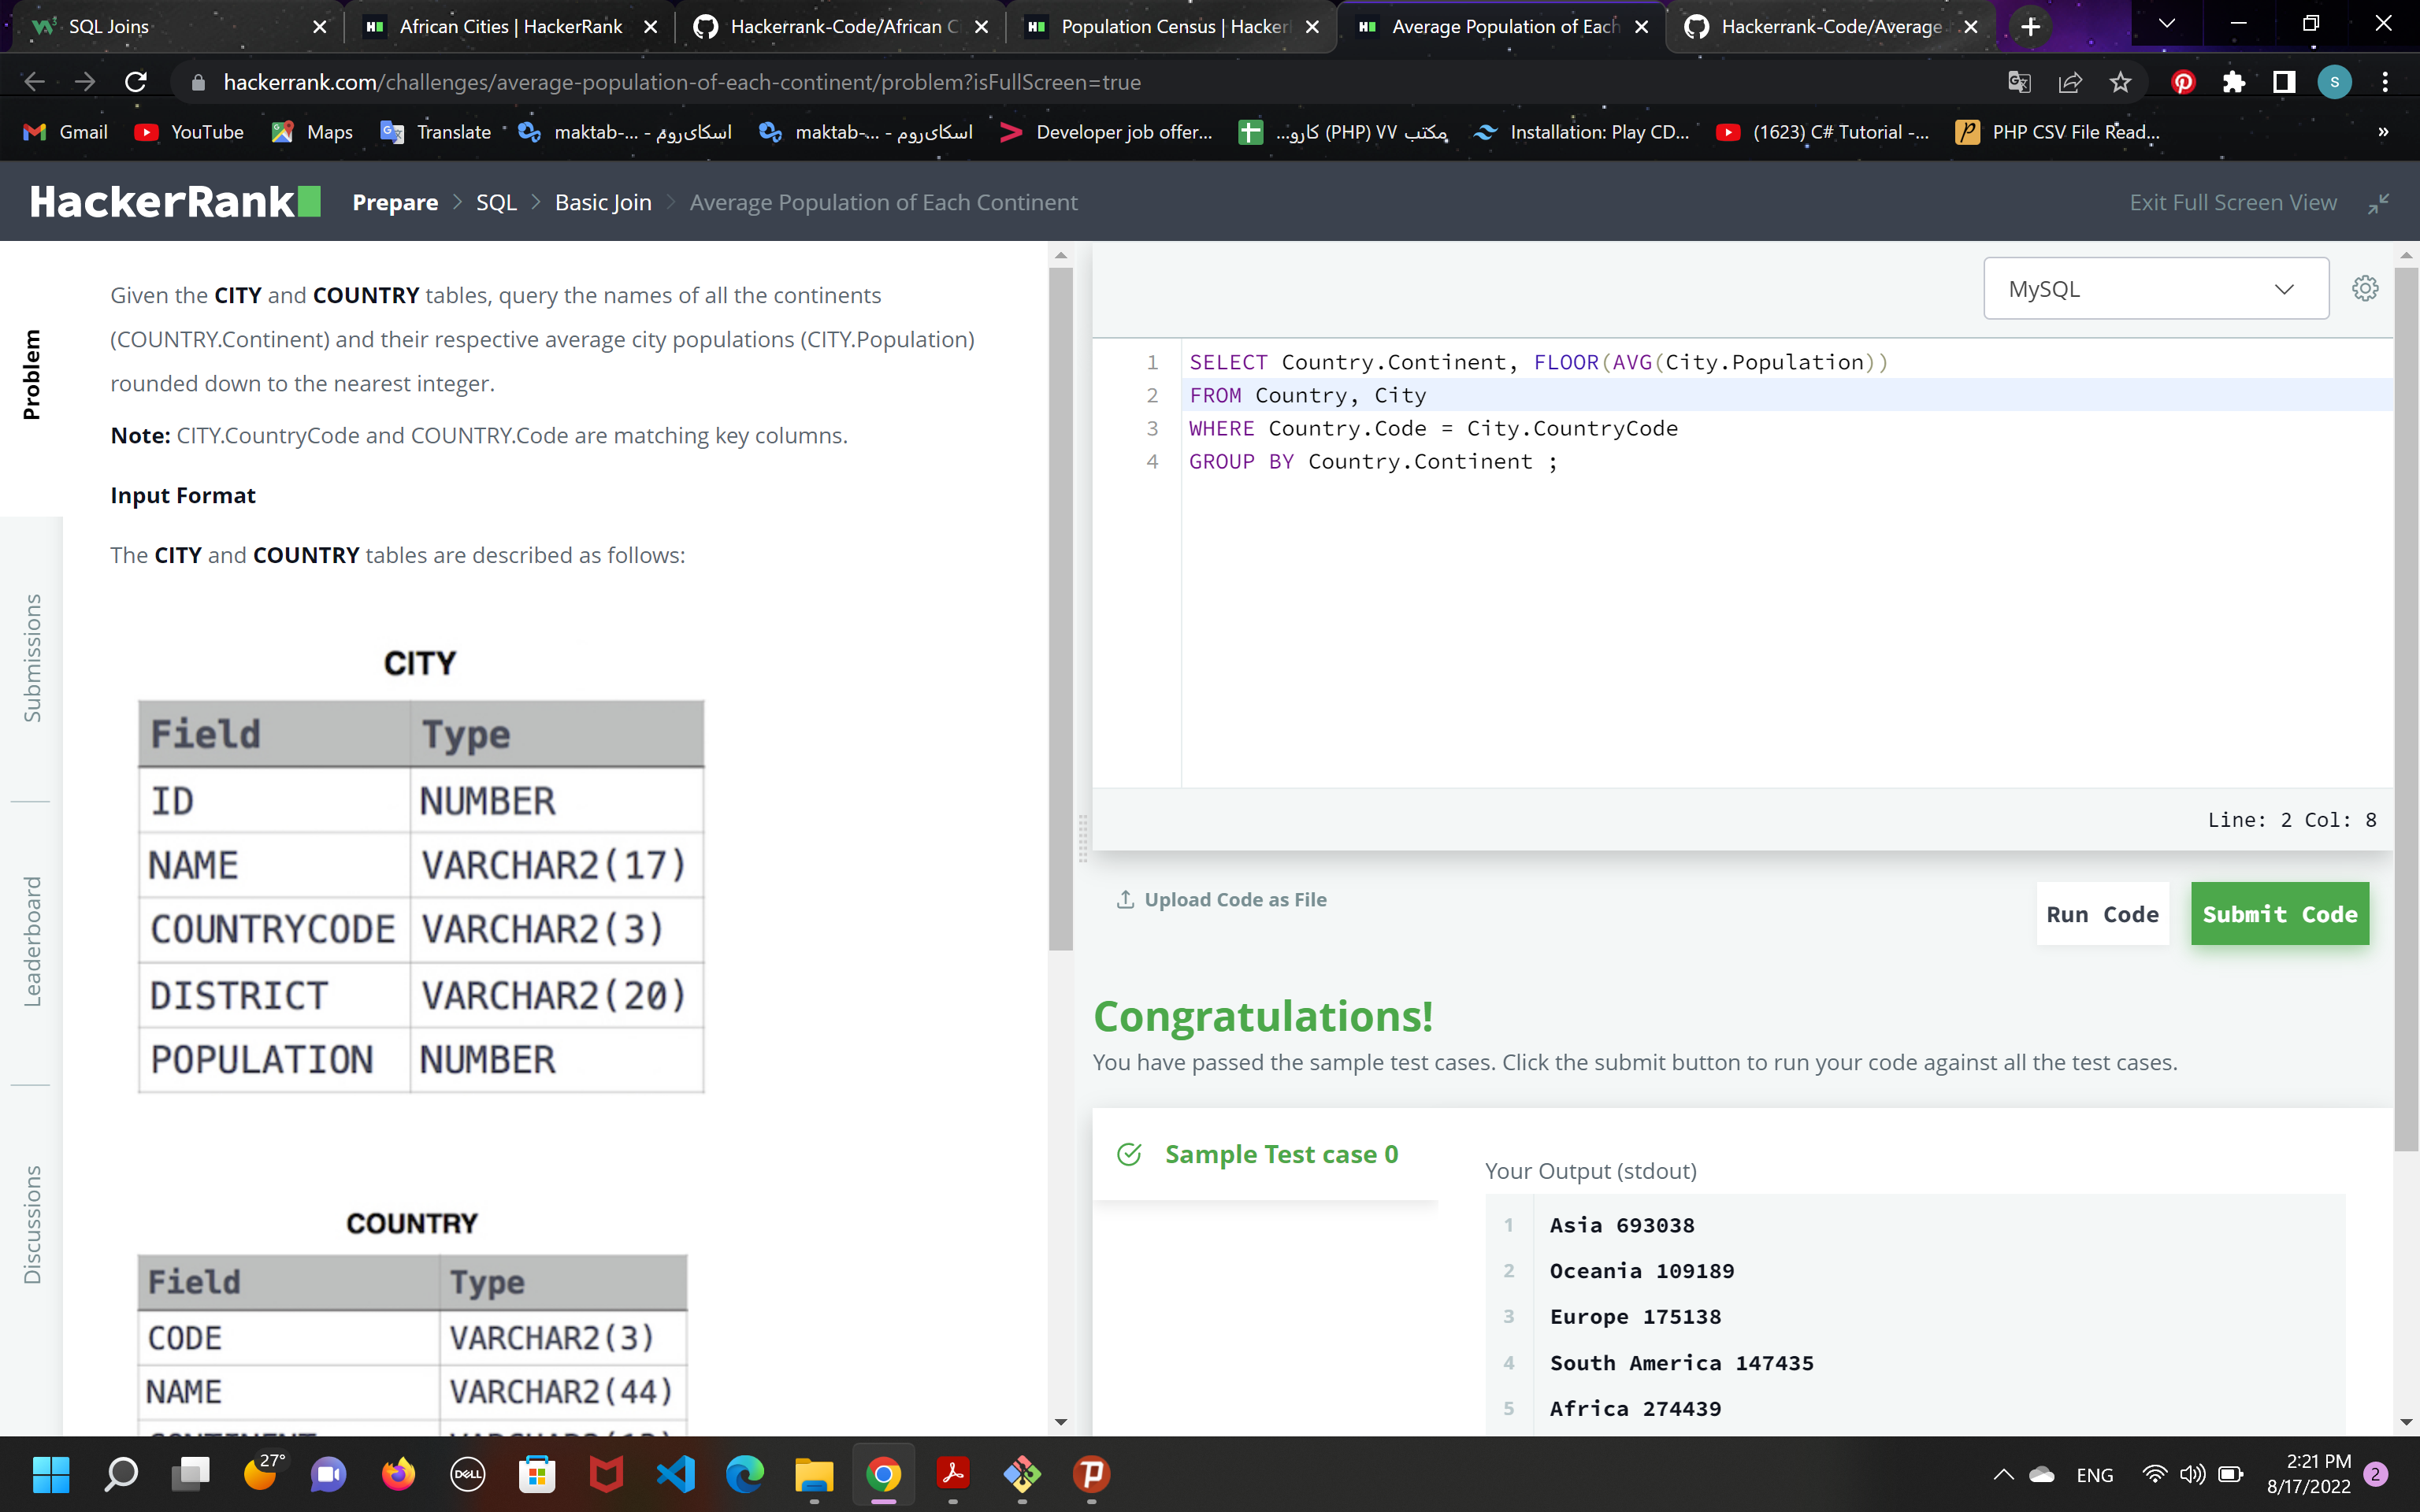 SQL Joins
African Cities | HackerRank
Hackerrank-Code/African C
Population Census | Hacker
Average Population of Each
Hackerrank-Code/Average
hackerrank.com/challenges/average-population-of-each-continent/problem?isFullScreen=true
S
Gmail
YouTube
Maps
Translate
maktab-... - اسکای‌روم
maktab-... - اسکای‌روم
Developer job offer...
مکتب ۷۷ (PHP) کارو...
Installation: Play CD...
(1623) C# Tutorial -...
PHP CSV File Read...
»
HackerRank
Prepare > SQL > Basic Join > Average Population of Each Continent
Exit Full Screen View
Problem
Submissions
Leaderboard
Discussions
Given the CITY and COUNTRY tables, query the names of all the continents
(COUNTRY.Continent) and their respective average city populations (CITY.Population)
rounded down to the nearest integer.
Note: CITY.CountryCode and COUNTRY.Code are matching key columns.
Input Format
The CITY and COUNTRY tables are described as follows:
CITY
Field Type
ID NUMBER
NAME VARCHAR2(17)
COUNTRYCODE VARCHAR2(3)
DISTRICT VARCHAR2(20)
POPULATION NUMBER
COUNTRY
Field Type
CODE VARCHAR2(3)
NAME VARCHAR2(44)
MySQL
1 SELECT Country.Continent, FLOOR(AVG(City.Population))
2 FROM Country, City
3 WHERE Country.Code = City.CountryCode
4 GROUP BY Country.Continent ;
Line: 2 Col: 8
Upload Code as File
Run Code
Submit Code
Congratulations!
You have passed the sample test cases. Click the submit button to run your code against all the test cases.
Sample Test case 0
Your Output (stdout)
1 Asia 693038
2 Oceania 109189
3 Europe 175138
4 South America 147435
5 Africa 274439
27°
DELL
ENG
2:21 PM
8/17/2022
2